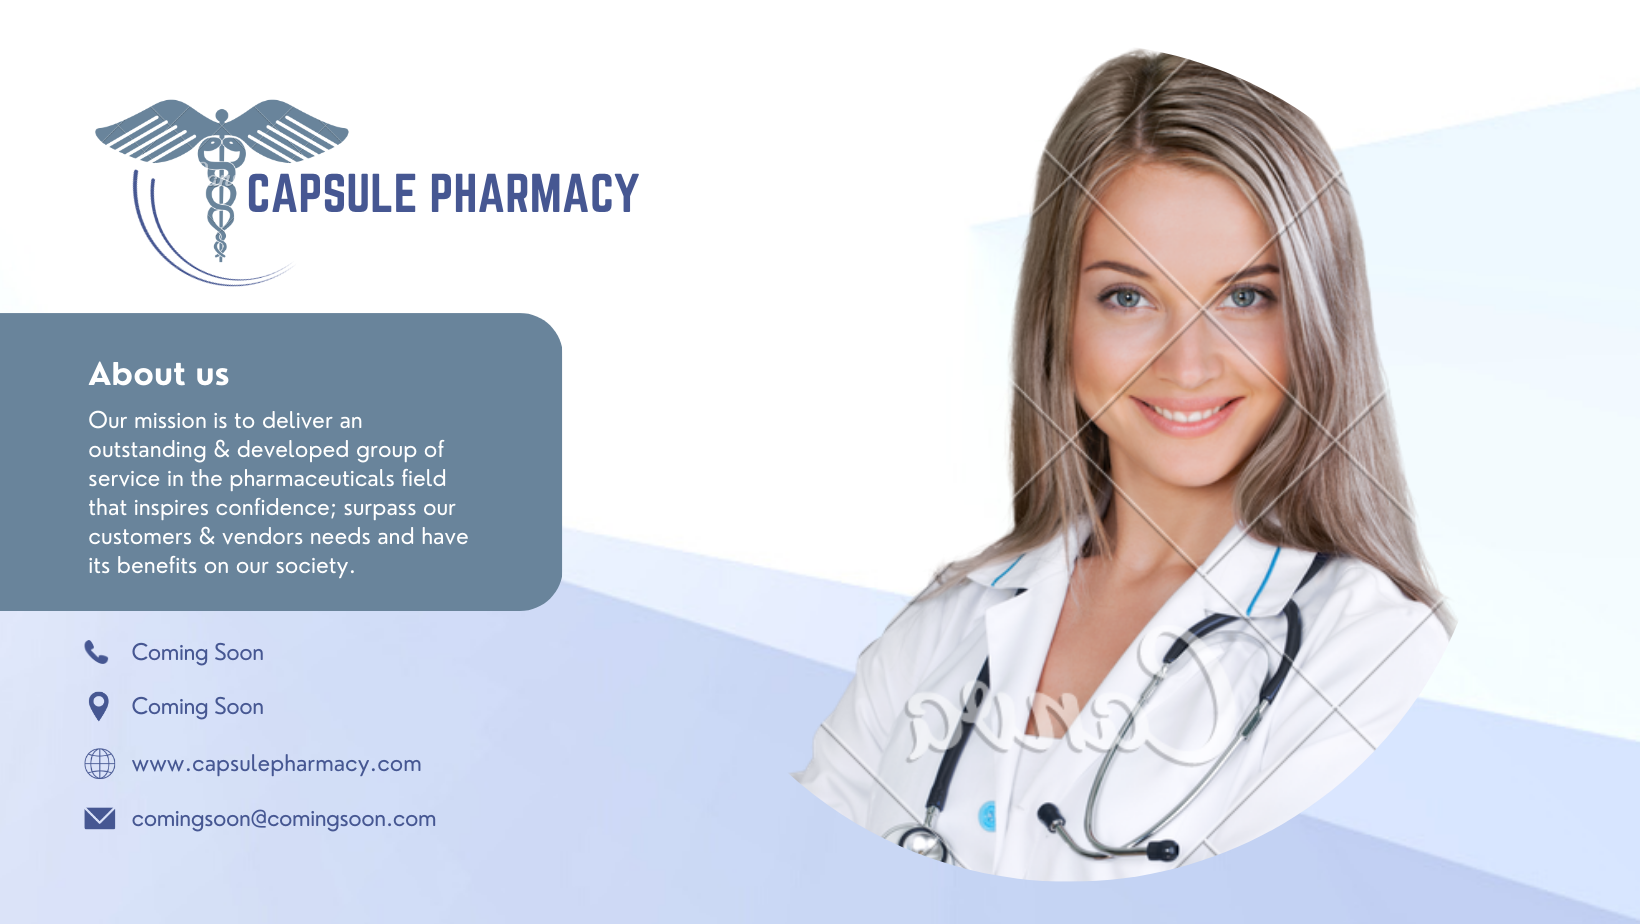 CAPSULE PHARMACY
About us
Our mission is to deliver an
outstanding & developed group of
service in the pharmaceuticals field
that inspires confidence; surpass our
customers & vendors needs and have
its benefits on our society.
Coming Soon
Coming Soon
www.capsulepharmacy.com
comingsoon@comingsoon.com
Canva